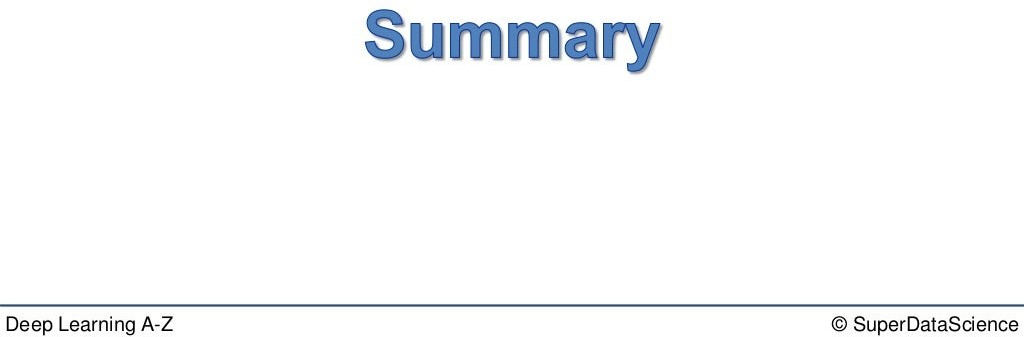 Summary
Deep Learning A-Z
© SuperDataScience